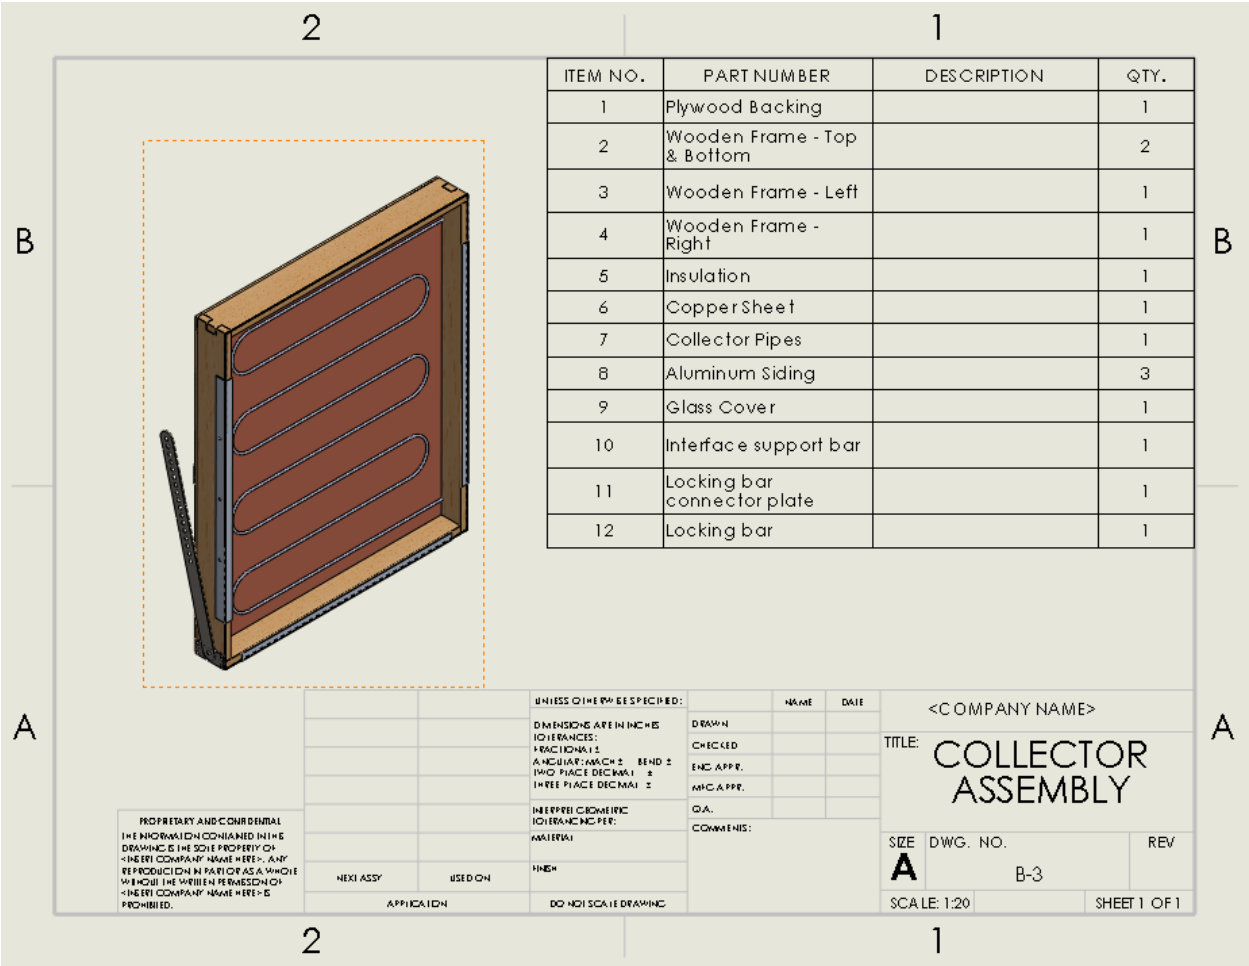 2 1
ITEM NO. PART NUMBER DESCRIPTION QTY.
1 Plywood Backing 1
2 Wooden Frame - Top & Bottom 2
3 Wooden Frame - Left 1
4 Wooden Frame - Right 1
5 Insulation 1
6 Copper Sheet 1
7 Collector Pipes 1
8 Aluminum Siding 3
9 Glass Cover 1
10 Interface support bar 1
11 Locking bar connector plate 1
12 Locking bar 1
B B
A A
UNLESS OTHERWISE SPECIFIED:
DIMENSIONS ARE IN INCHES
TOLERANCES:
FRACTIONAL ±
ANGULAR: MACH ± BEND ±
TWO PLACE DECIMAL ±
THREE PLACE DECIMAL ±
INTERPRET GEOMETRIC
TOLERANCING PER:
MATERIAL
FINISH
DO NOT SCALE DRAWING
NAME DATE
DRAWN
CHECKED
ENG APPR.
MFG APPR.
Q.A.
COMMENTS:
PROPRIETARY AND CONFIDENTIAL
THE INFORMATION CONTAINED IN THIS
DRAWING IS THE SOLE PROPERTY OF
<INSERT COMPANY NAME HERE>. ANY
REPRODUCTION IN PART OR AS A WHOLE
WITHOUT THE WRITTEN PERMISSION OF
<INSERT COMPANY NAME HERE> IS
PROHIBITED.
NEXT ASSY USED ON
APPLICATION
<COMPANY NAME>
TITLE:
COLLECTOR
ASSEMBLY
SIZE DWG. NO. REV
A B-3
SCALE: 1:20 SHEET 1 OF 1
2 1